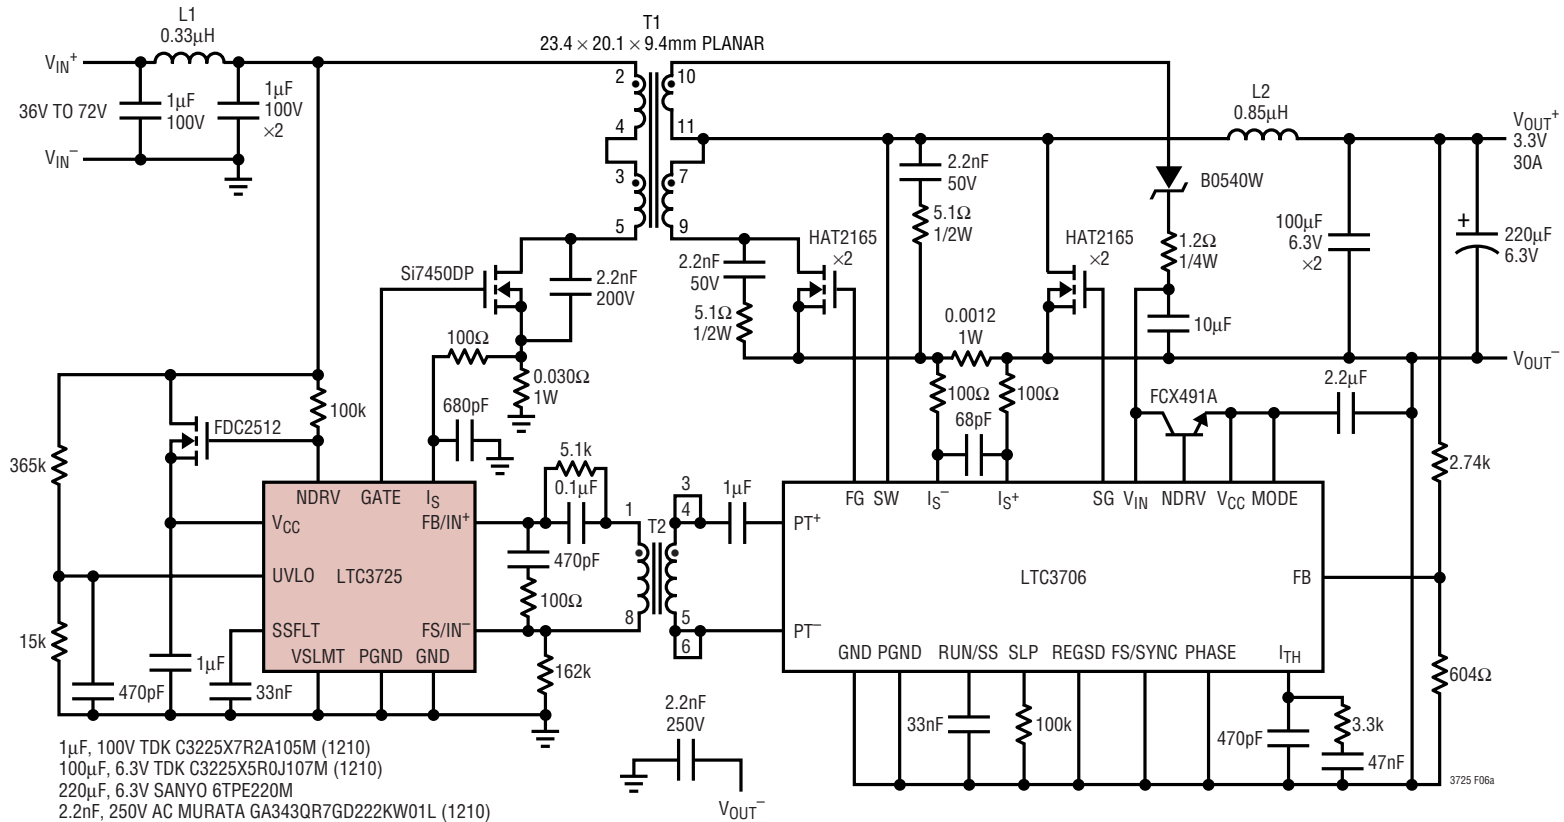 L1
0.33µH
VIN+
36V TO 72V
VIN−
1µF
100V
1µF
100V
×2
T1
23.4 × 20.1 × 9.4mm PLANAR
2
10
4
11
3
7
5
9
L2
0.85µH
VOUT+
3.3V
30A
2.2nF
50V
5.1Ω
1/2W
B0540W
HAT2165
×2
HAT2165
×2
1.2Ω
1/4W
100µF
6.3V
×2
+
220µF
6.3V
Si7450DP
2.2nF
200V
2.2nF
50V
5.1Ω
1/2W
10µF
0.0012
1W
VOUT−
100Ω
0.030Ω
1W
680pF
100Ω
100Ω
68pF
FCX491A
2.2µF
100k
FDC2512
365k
2.74k
5.1k
0.1µF
1
T2
3
4
1µF
NDRV
GATE
IS
FB/IN+
VCC
UVLO
LTC3725
SSFLT
FS/IN−
VSLMT
PGND
GND
470pF
100Ω
8
5
6
FG
SW
IS−
IS+
SG
VIN
NDRV
VCC
MODE
PT+
LTC3706
FB
PT−
GND
PGND
RUN/SS
SLP
REGSD
FS/SYNC
PHASE
ITH
15k
470pF
1µF
33nF
162k
604Ω
2.2nF
250V
VOUT−
33nF
100k
470pF
3.3k
47nF
1µF, 100V TDK C3225X7R2A105M (1210)
100µF, 6.3V TDK C3225X5R0J107M (1210)
220µF, 6.3V SANYO 6TPE220M
2.2nF, 250V AC MURATA GA343QR7GD222KW01L (1210)
3725 F06a